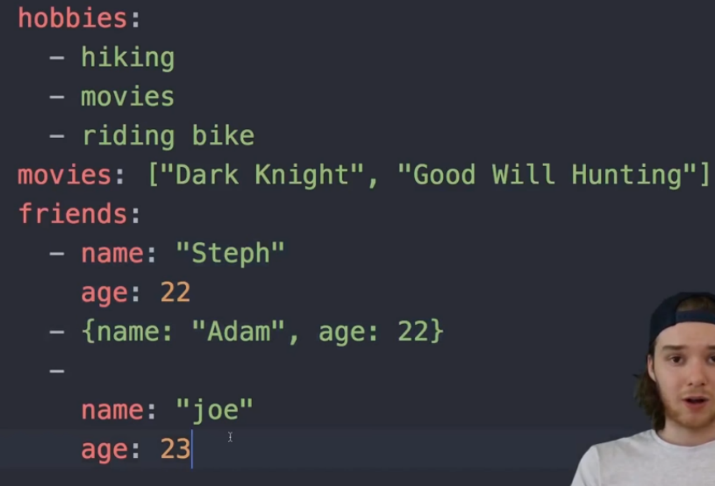 hobbies:
- hiking
- movies
- riding bike
movies: ["Dark Knight", "Good Will Hunting"]
friends:
- name: "Steph"
age: 22
- {name: "Adam", age: 22}
-
name: "joe"
age: 23